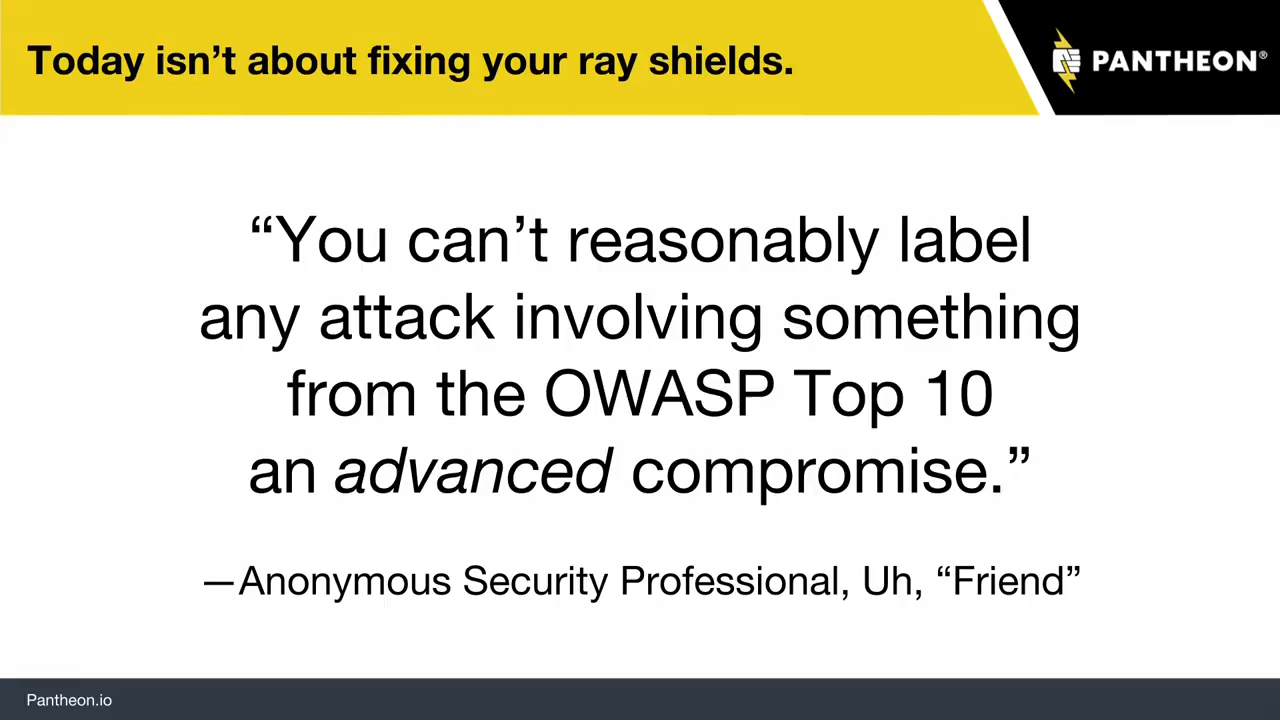 Today isn’t about fixing your ray shields.
PANTHEON®
“You can’t reasonably label
any attack involving something
from the OWASP Top 10
an advanced compromise.”
—Anonymous Security Professional, Uh, “Friend”
Pantheon.io